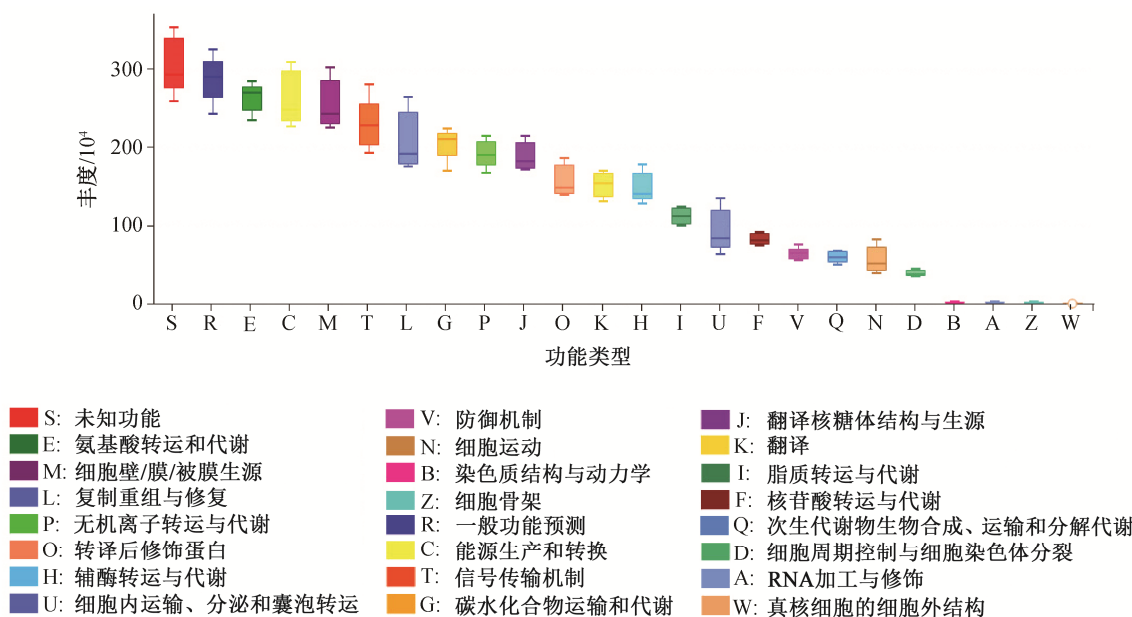 300
200
100
0
丰度/10⁴
S R E C M T L G P J O K H I U F V Q N D B A Z W
功能类型
S: 未知功能
E: 氨基酸转运和代谢
M: 细胞壁/膜/被膜生源
L: 复制重组与修复
P: 无机离子转运与代谢
O: 转译后修饰蛋白
H: 辅酶转运与代谢
U: 细胞内运输、分泌和囊泡转运
V: 防御机制
N: 细胞运动
B: 染色质结构与动力学
Z: 细胞骨架
R: 一般功能预测
C: 能源生产和转换
T: 信号传输机制
G: 碳水化合物运输和代谢
J: 翻译核糖体结构与生源
K: 翻译
I: 脂质转运与代谢
F: 核苷酸转运与代谢
Q: 次生代谢物生物合成、运输和分解代谢
D: 细胞周期控制与细胞染色体分裂
A: RNA加工与修饰
W: 真核细胞的细胞外结构